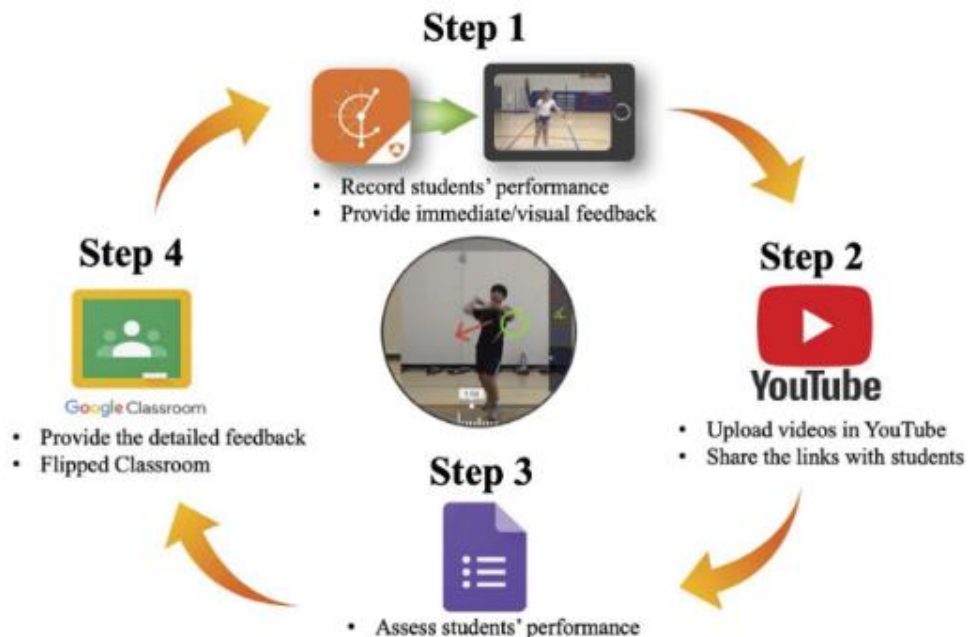 Step 1
• Record students' performance
• Provide immediate/visual feedback
Step 2
YouTube
• Upload videos in YouTube
• Share the links with students
Step 3
• Assess students' performance
Step 4
Google Classroom
• Provide the detailed feedback
• Flipped Classroom